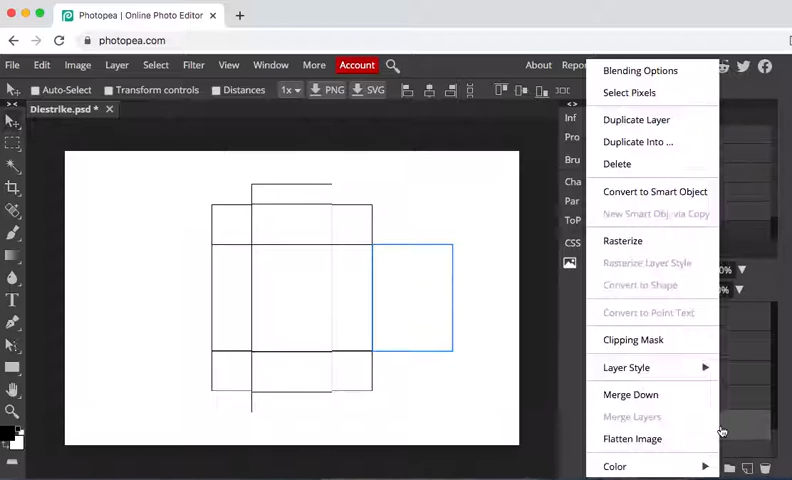 Photopea | Online Photo Editor
photopea.com
File Edit Image Layer Select Filter View Window More Account About Repor
Auto-Select Transform controls Distances 1x PNG SVG
Diestrike.psd *
Inf
Pro
Bru
Cha
Par
ToP
CSS
Blending Options
Select Pixels
Duplicate Layer
Duplicate Into ...
Delete
Convert to Smart Object
New Smart Obj. via Copy
Rasterize
Rasterize Layer Style
Convert to Shape
Convert to Point Text
Clipping Mask
Layer Style
Merge Down
Merge Layers
Flatten Image
Color
0%
%